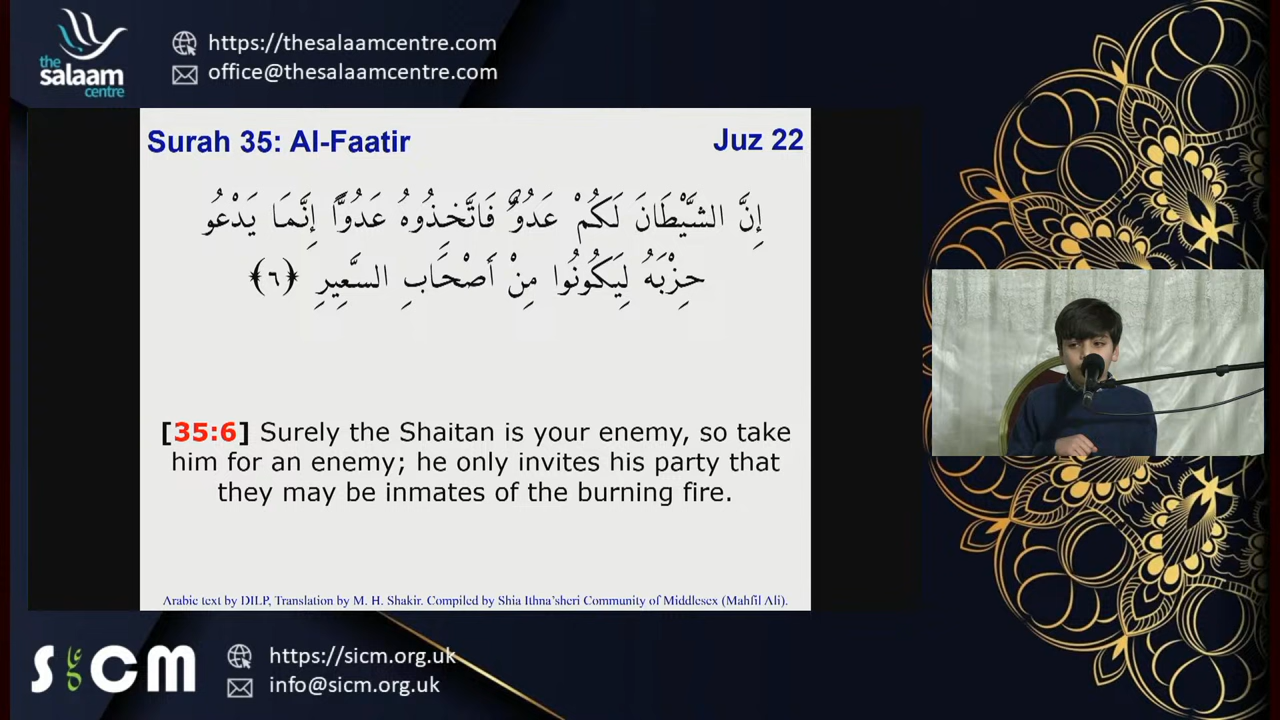 the
salaam
centre
https://thesalaamcentre.com
office@thesalaamcentre.com
Surah 35: Al-Faatir
Juz 22
إِنَّ الشَّيْطَانَ لَكُمْ عَدُوٌّ فَاتَّخِذُوهُ عَدُوًّا إِنَّمَا يَدْعُو
حِزْبَهُ لِيَكُونُوا مِنْ أَصْحَابِ السَّعِيرِ ﴿٦﴾
[35:6] Surely the Shaitan is your enemy, so take
him for an enemy; he only invites his party that
they may be inmates of the burning fire.
Arabic text by DILP, Translation by M. H. Shakir. Compiled by Shia Ithna'sheri Community of Middlesex (Mahfil Ali).
SICM
https://sicm.org.uk
info@sicm.org.uk